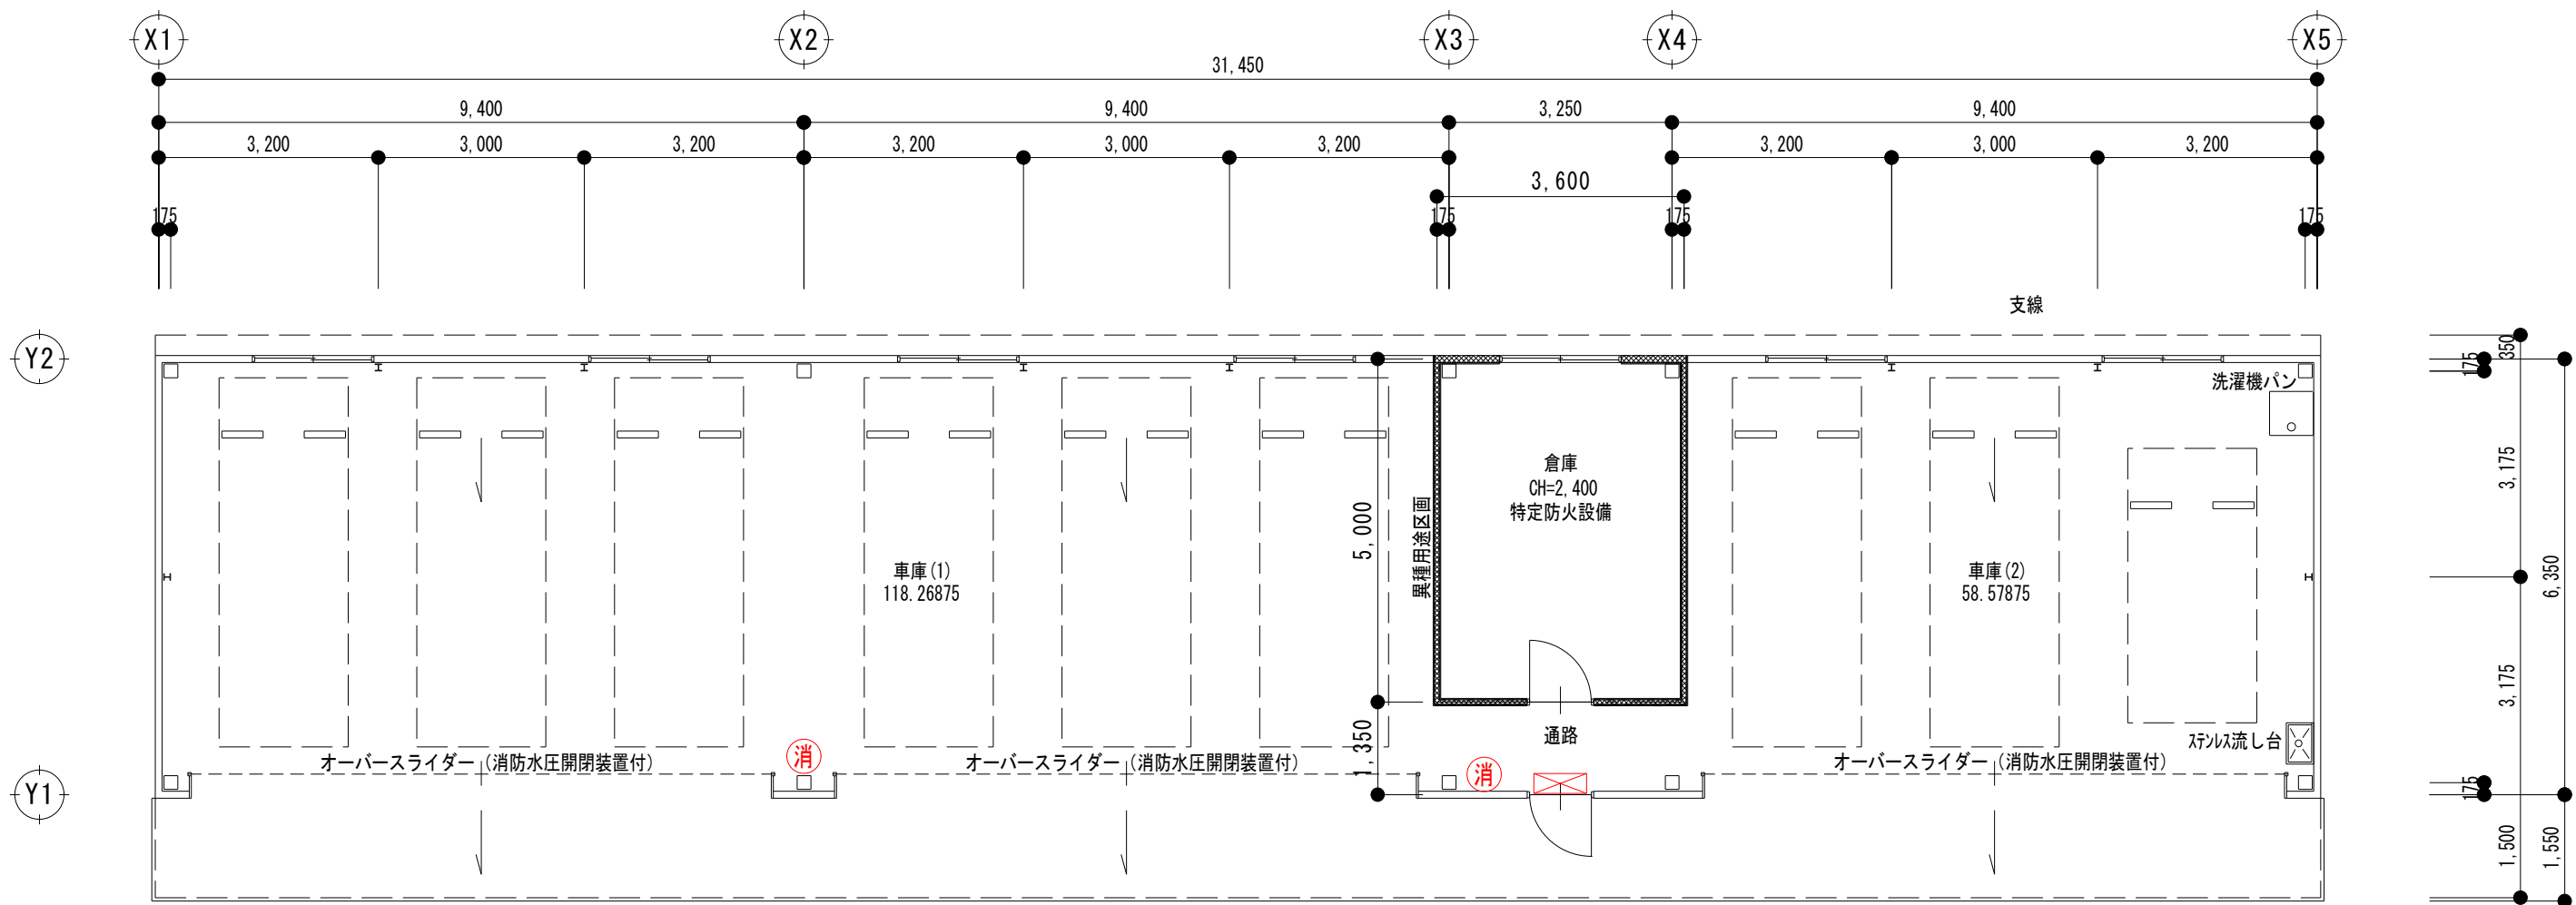 X1
X2
X3
X4
X5
31,450
9,400
9,400
3,250
9,400
3,200
3,000
3,200
3,200
3,000
3,200
3,200
3,000
3,200
3,600
175
175
175
175
支線
Y2
350
175
洗濯機パン
倉庫
CH=2,400
特定防火設備
異種用途区画
5,000
3,175
6,350
車庫(1)
118.26875
車庫(2)
58.57875
3,175
通路
1,350
消
消
ステンレス流し台
オーバースライダー（消防水圧開閉装置付）
オーバースライダー（消防水圧開閉装置付）
オーバースライダー（消防水圧開閉装置付）
Y1
175
1,500
1,550